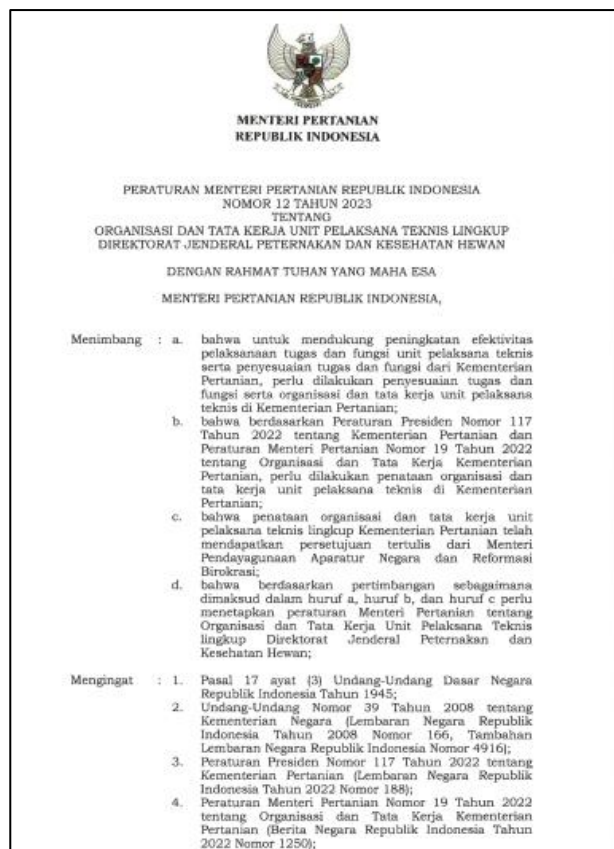 MENTERI PERTANIAN
REPUBLIK INDONESIA
PERATURAN MENTERI PERTANIAN REPUBLIK INDONESIA
NOMOR 12 TAHUN 2023
TENTANG
ORGANISASI DAN TATA KERJA UNIT PELAKSANA TEKNIS LINGKUP
DIREKTORAT JENDERAL PETERNAKAN DAN KESEHATAN HEWAN
DENGAN RAHMAT TUHAN YANG MAHA ESA
MENTERI PERTANIAN REPUBLIK INDONESIA,
Menimbang : a. bahwa untuk mendukung peningkatan efektivitas
pelaksanaan tugas dan fungsi unit pelaksana teknis
serta penyesuaian tugas dan fungsi dari Kementerian
Pertanian, perlu dilakukan penyesuaian tugas dan
fungsi serta organisasi dan tata kerja unit pelaksana
teknis di Kementerian Pertanian;
b. bahwa berdasarkan Peraturan Presiden Nomor 117
Tahun 2022 tentang Kementerian Pertanian dan
Peraturan Menteri Pertanian Nomor 19 Tahun 2022
tentang Organisasi dan Tata Kerja Kementerian
Pertanian, perlu dilakukan penataan organisasi dan
tata kerja unit pelaksana teknis di Kementerian
Pertanian;
c. bahwa penataan organisasi dan tata kerja unit
pelaksana teknis lingkup Kementerian Pertanian telah
mendapatkan persetujuan tertulis dari Menteri
Pendayagunaan Aparatur Negara dan Reformasi
Birokrasi;
d. bahwa berdasarkan pertimbangan sebagaimana
dimaksud dalam huruf a, huruf b, dan huruf c perlu
menetapkan peraturan Menteri Pertanian tentang
Organisasi dan Tata Kerja Unit Pelaksana Teknis
lingkup Direktorat Jenderal Peternakan dan
Kesehatan Hewan;
Mengingat : 1. Pasal 17 ayat (3) Undang-Undang Dasar Negara
Republik Indonesia Tahun 1945;
2. Undang-Undang Nomor 39 Tahun 2008 tentang
Kementerian Negara (Lembaran Negara Republik
Indonesia Tahun 2008 Nomor 166, Tambahan
Lembaran Negara Republik Indonesia Nomor 4916);
3. Peraturan Presiden Nomor 117 Tahun 2022 tentang
Kementerian Pertanian (Lembaran Negara Republik
Indonesia Tahun 2022 Nomor 188);
4. Peraturan Menteri Pertanian Nomor 19 Tahun 2022
tentang Organisasi dan Tata Kerja Kementerian
Pertanian (Berita Negara Republik Indonesia Tahun
2022 Nomor 1250);